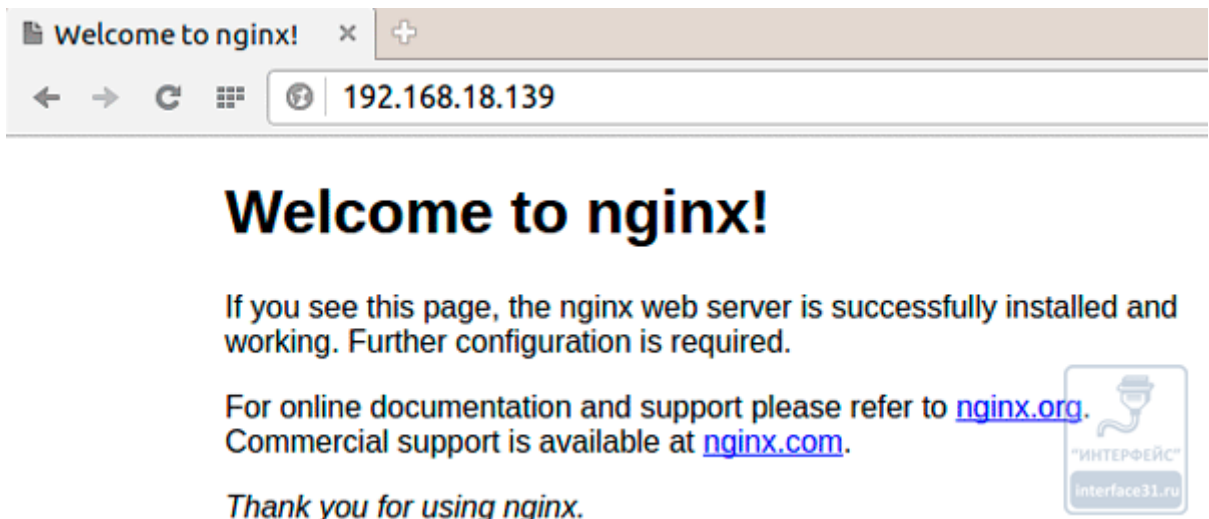 Welcome to nginx!
192.168.18.139
Welcome to nginx!
If you see this page, the nginx web server is successfully installed and
working. Further configuration is required.
For online documentation and support please refer to nginx.org.
Commercial support is available at nginx.com.
"ИНТЕРФЕЙС"
interface31.ru
Thank you for using nginx.